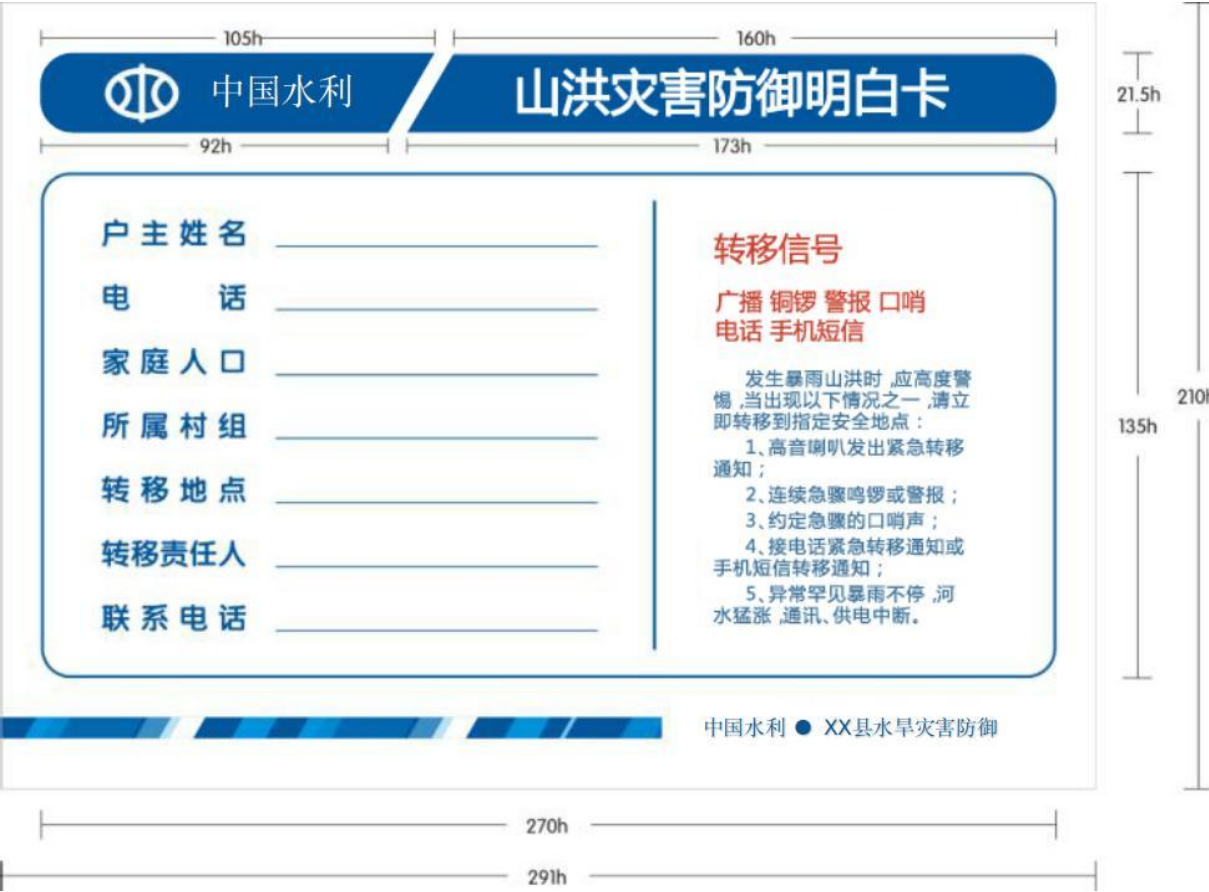 105h
160h
中国水利
山洪灾害防御明白卡
21.5h
92h
173h
户主姓名
电 话
家庭人口
所属村组
转移地点
转移责任人
联系电话
转移信号
广播 铜锣 警报 口哨
电话 手机短信
发生暴雨山洪时,应高度警
惕,当出现以下情况之一,请立
即转移到指定安全地点:
1、高音喇叭发出紧急转移
通知;
2、连续急骤鸣锣或警报;
3、约定急骤的口哨声;
4、接电话紧急转移通知或
手机短信转移通知;
5、异常罕见暴雨不停,河
水猛涨,通讯、供电中断。
135h
210h
中国水利 ● XX县水旱灾害防御
270h
291h